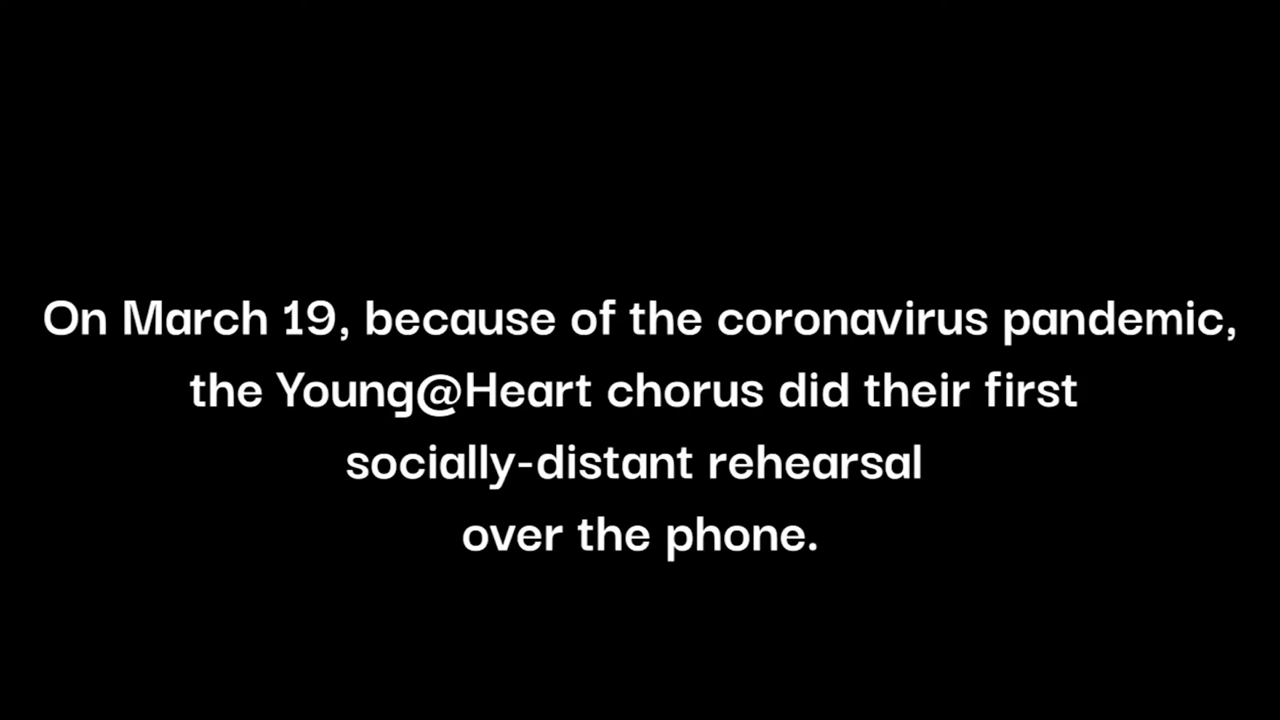 On March 19, because of the coronavirus pandemic,
the Young@Heart chorus did their first
socially-distant rehearsal
over the phone.